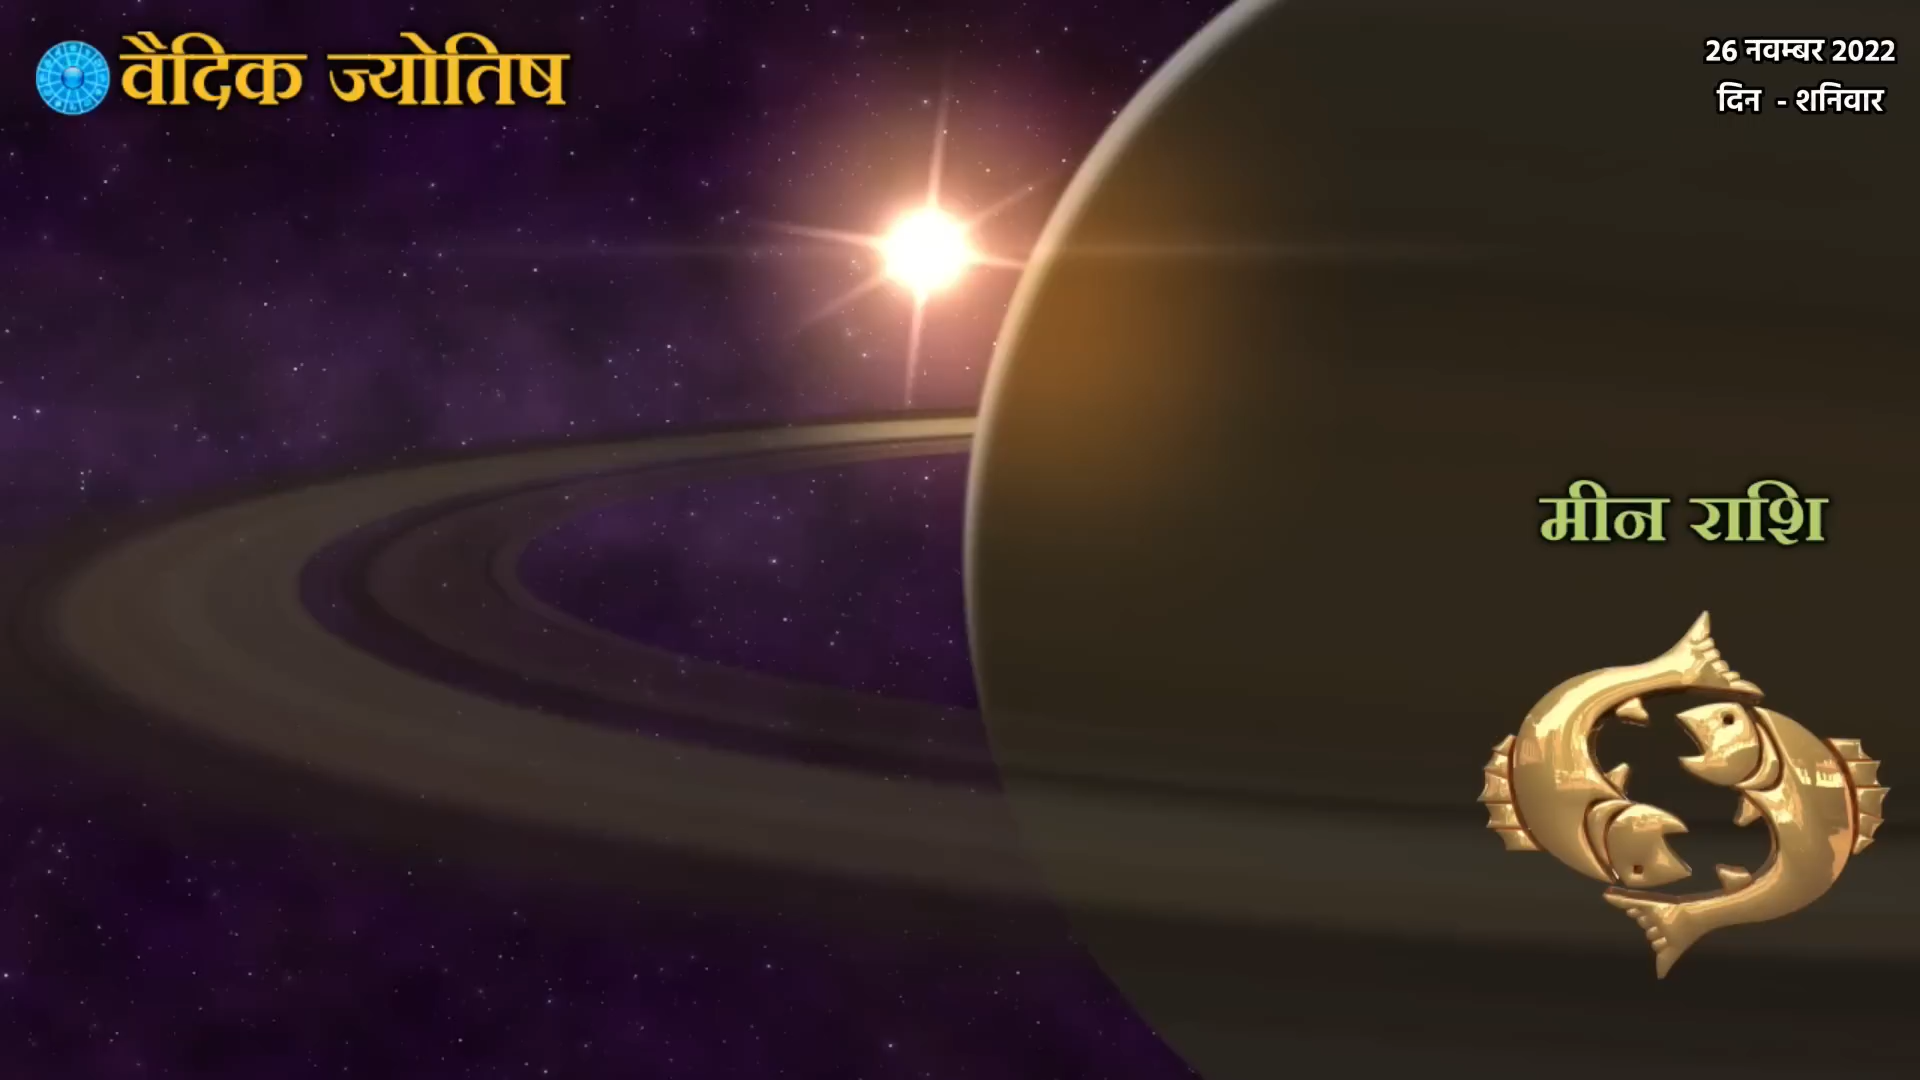 वैदिक ज्योतिष
26 नवम्बर 2022
दिन - शनिवार
मीन राशि